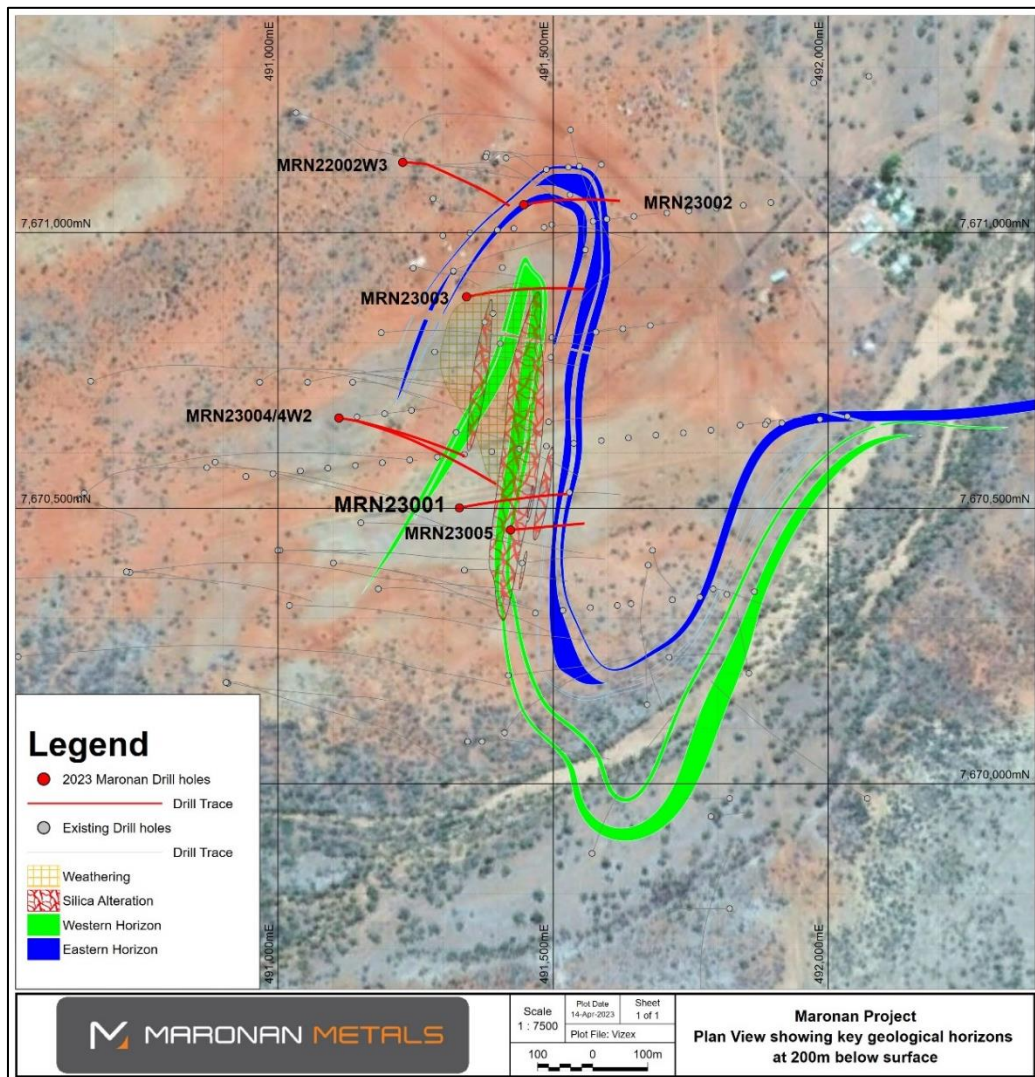 491,000mE
491,500mE
492,000mE
MRN22002W3
MRN23002
7,671,000mN
7,671,000mN
MRN23003
MRN23004/4W2
MRN23001
7,670,500mN
7,670,500mN
MRN23005
Legend
2023 Maronan Drill holes
Drill Trace
Existing Drill holes
Drill Trace
Weathering
Silica Alteration
Western Horizon
Eastern Horizon
7,670,000mN
491,000mE
491,500mE
492,000mE
MARONAN METALS
Scale
1 : 7500
Plot Date
14-Apr-2023
Sheet
1 of 1
Plot File: Vizex
100 0 100m
Maronan Project
Plan View showing key geological horizons
at 200m below surface